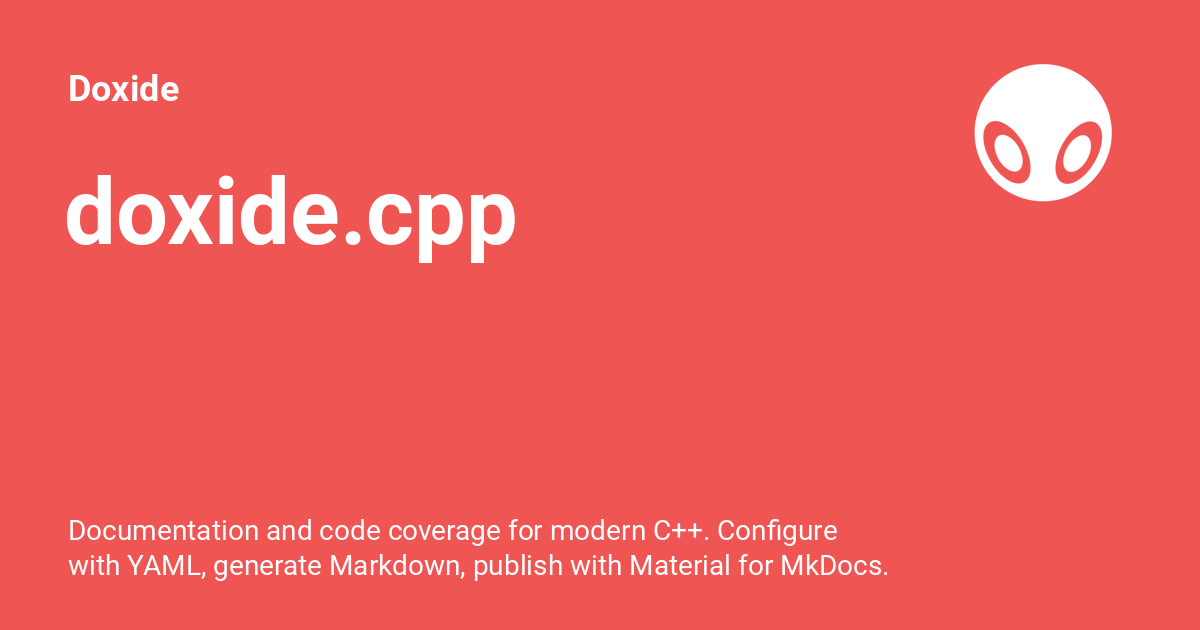 Doxide
doxide.cpp
Documentation and code coverage for modern C++. Configure
with YAML, generate Markdown, publish with Material for MkDocs.